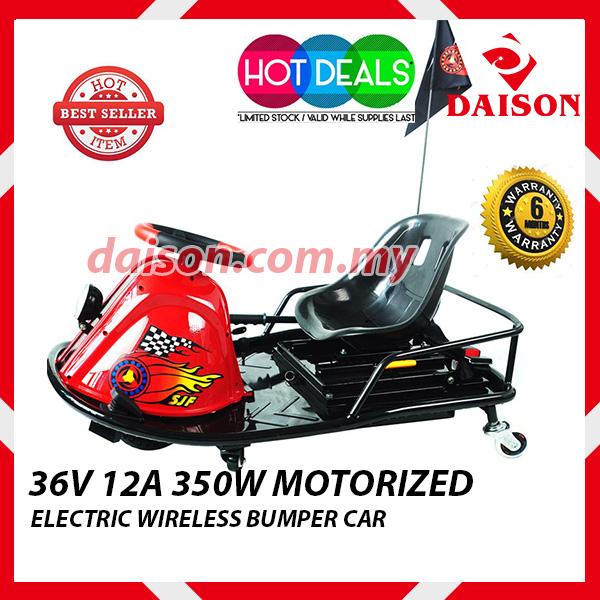 HOT
BEST SELLER
ITEM
HOT DEALS
*LIMITED STOCK / VALID WHILE SUPPLIES LAST
DAISON
WARRANTY
6
MONTHS
WARRANTY
daison.com.my
SJF
36V 12A 350W MOTORIZED
ELECTRIC WIRELESS BUMPER CAR